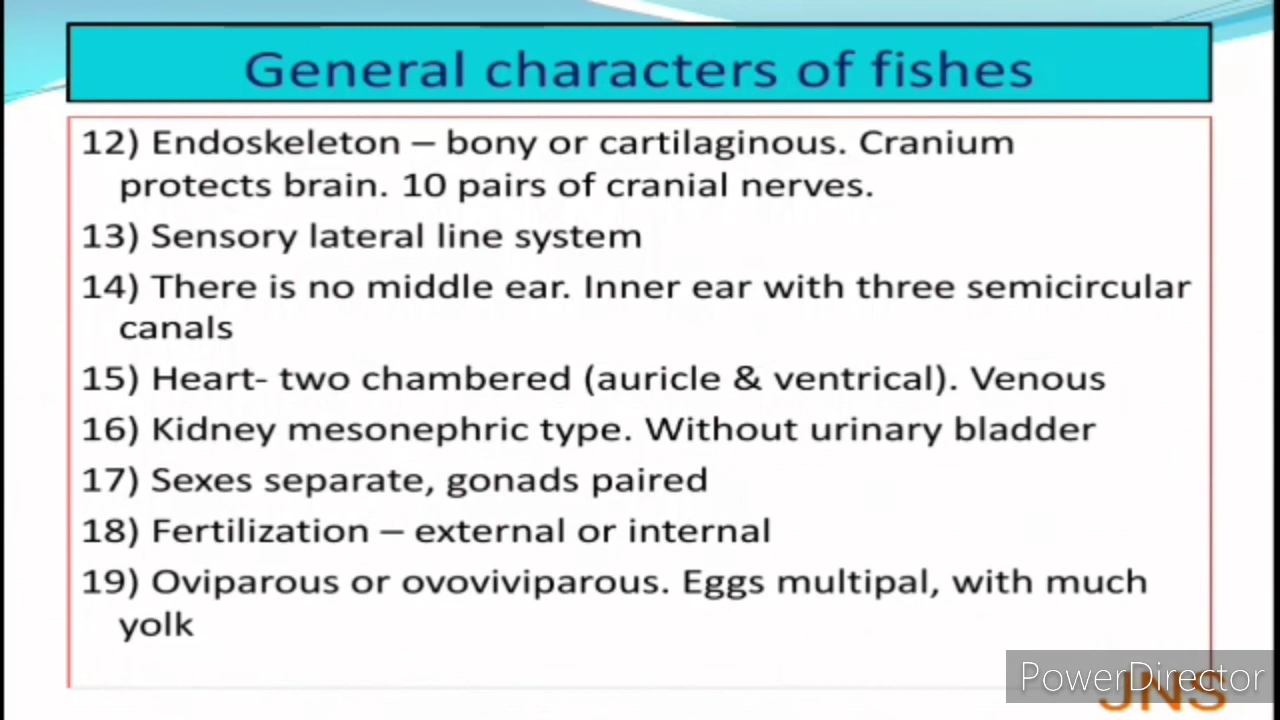 General characters of fishes
12) Endoskeleton – bony or cartilaginous. Cranium
protects brain. 10 pairs of cranial nerves.
13) Sensory lateral line system
14) There is no middle ear. Inner ear with three semicircular
canals
15) Heart- two chambered (auricle & ventrical). Venous
16) Kidney mesonephric type. Without urinary bladder
17) Sexes separate, gonads paired
18) Fertilization – external or internal
19) Oviparous or ovoviviparous. Eggs multipal, with much
yolk
PowerDirector
JNS